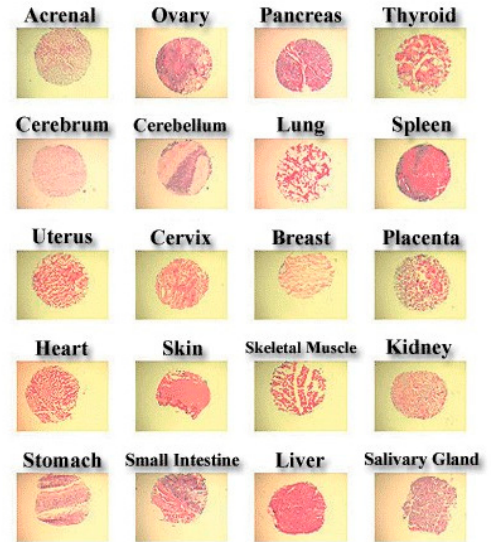 Acrenal Ovary Pancreas Thyroid
Cerebrum Cerebellum Lung Spleen
Uterus Cervix Breast Placenta
Heart Skin Skeletal Muscle Kidney
Stomach Small Intestine Liver Salivary Gland